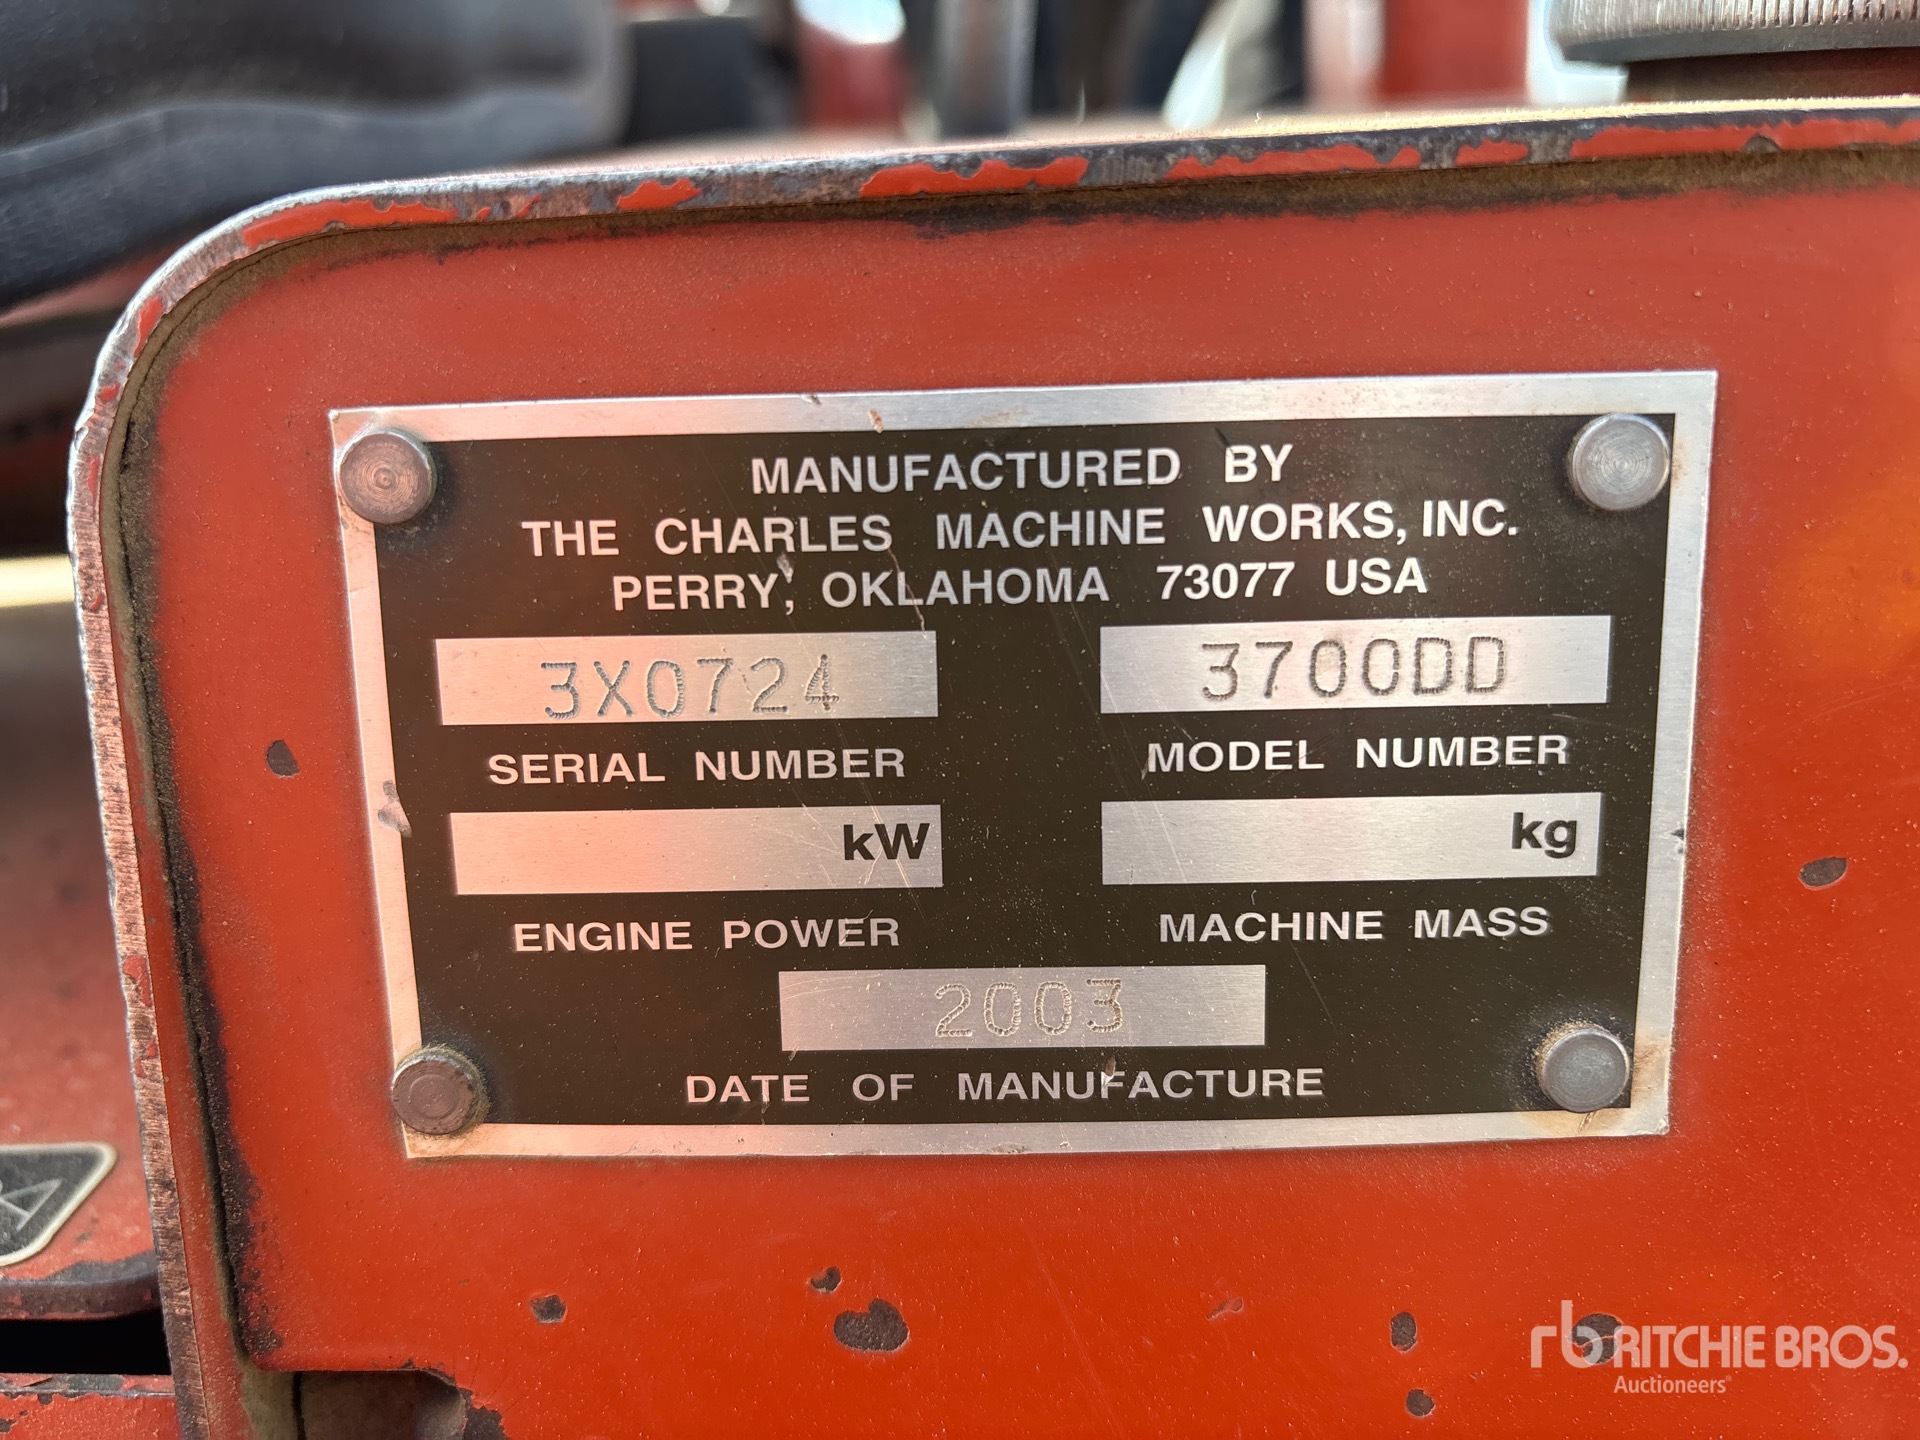 MANUFACTURED BY
THE CHARLES MACHINE WORKS, INC.
PERRY, OKLAHOMA 73077 USA
3X0724 3700DD
SERIAL NUMBER MODEL NUMBER
kW kg
ENGINE POWER MACHINE MASS
2003
DATE OF MANUFACTURE
rb RITCHIE BROS.
Auctioneers